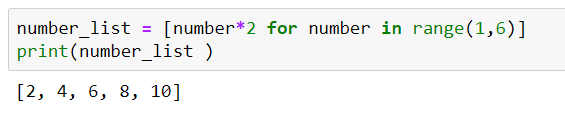 number_list = [number*2 for number in range(1,6)]
print(number_list )
[2, 4, 6, 8, 10]